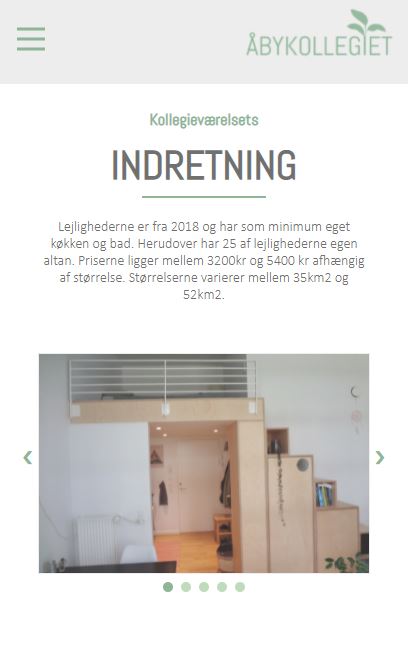 ÅBYKOLLEGIET
Kollegieværelsets
INDRETNING
Lejlighederne er fra 2018 og har som minimum eget
køkken og bad. Herudover har 25 af lejlighederne egen
altan. Priserne ligger mellem 3200kr og 5400 kr afhængig
af størrelse. Størrelserne varierer mellem 35km2 og
52km2.